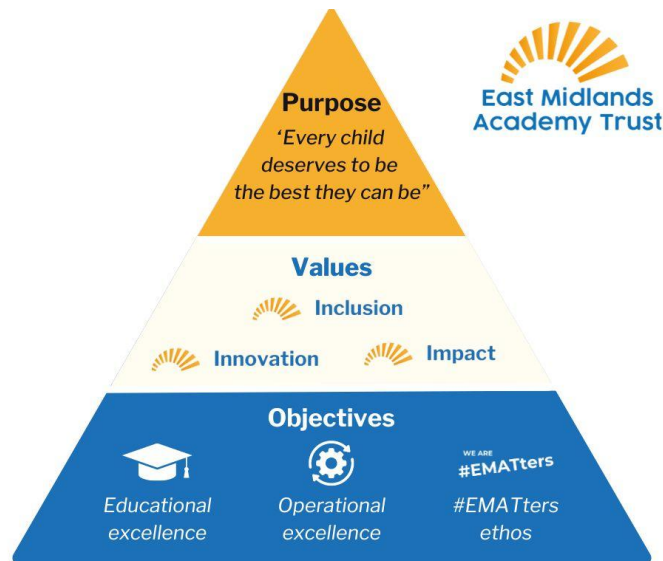 East Midlands
Academy Trust
Purpose
‘Every child
deserves to be
the best they can be”
Values
Inclusion
Innovation
Impact
Objectives
WE ARE
#EMATters
Educational
excellence
Operational
excellence
#EMATters
ethos